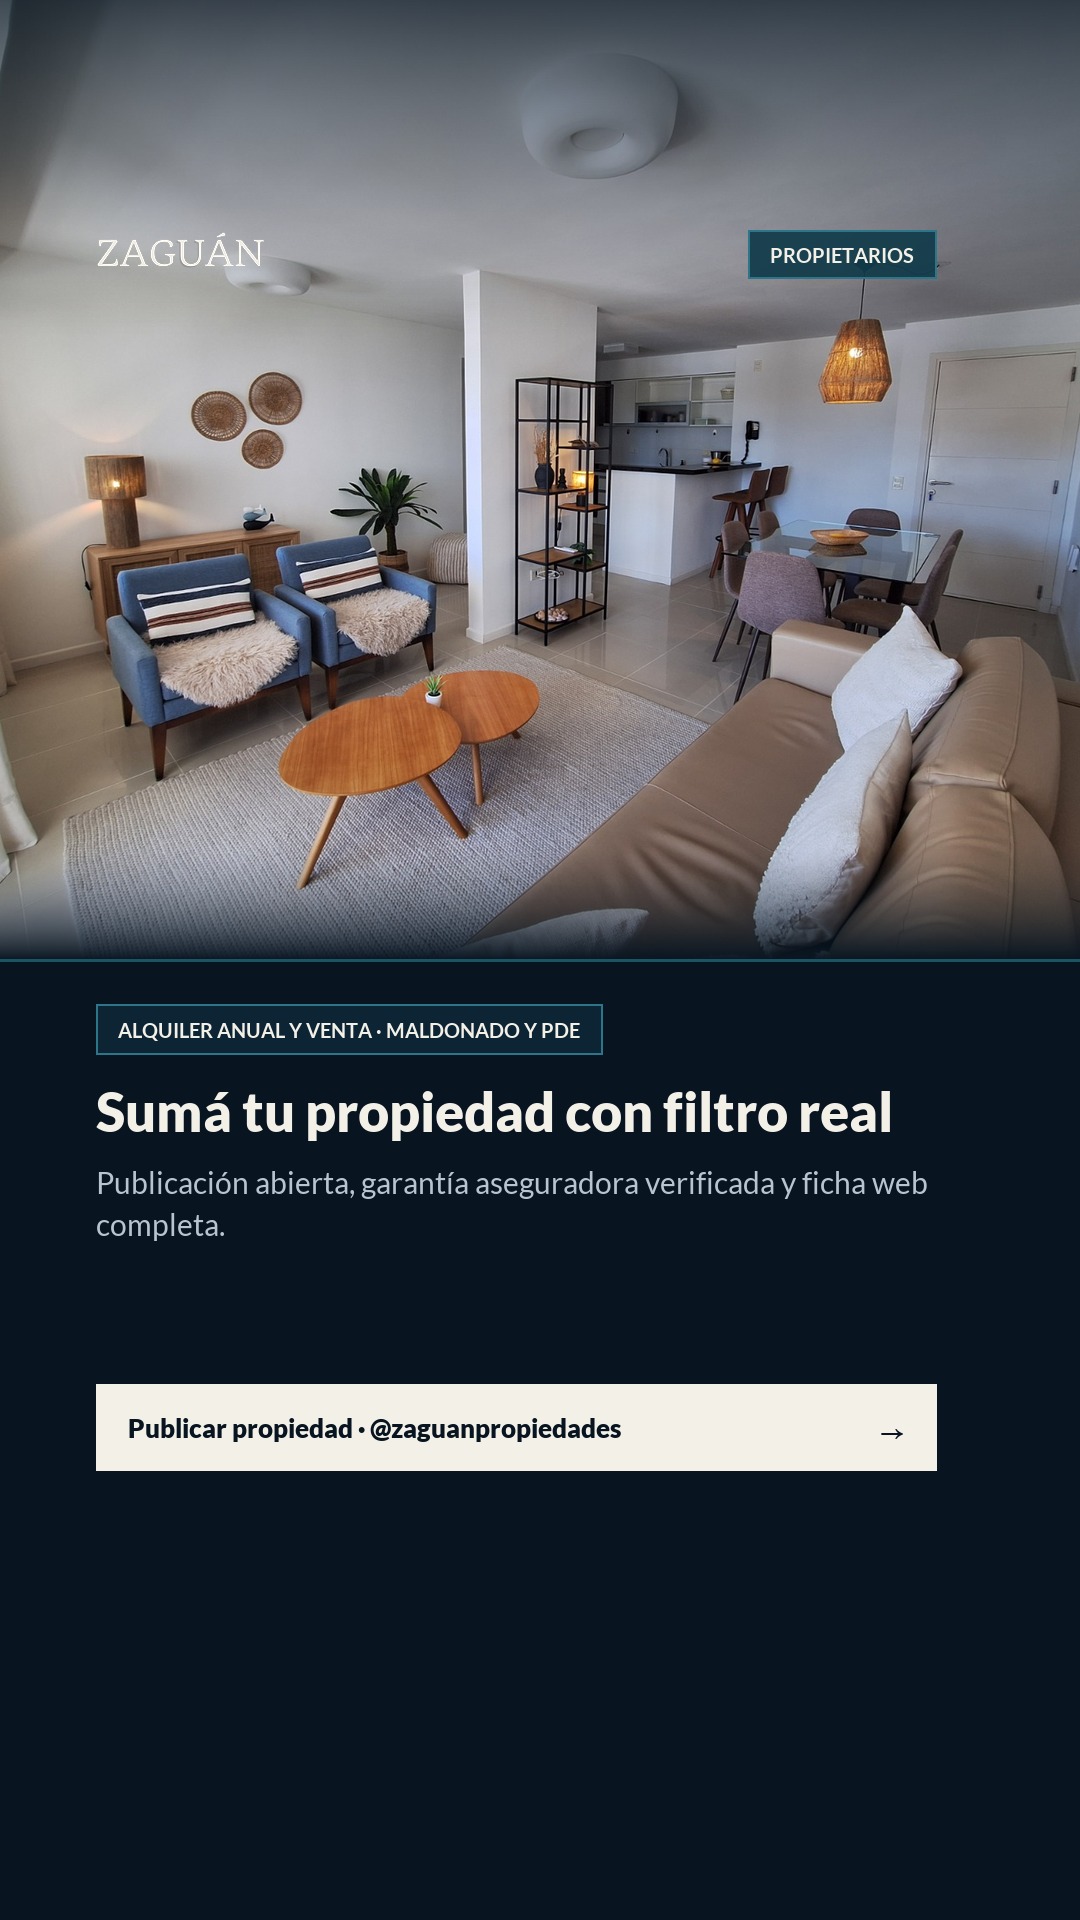 ZAGUÁN
PROPIETARIOS
ALQUILER ANUAL Y VENTA · MALDONADO Y PDE
Sumá tu propiedad con filtro real
Publicación abierta, garantía aseguradora verificada y ficha web
completa.
Publicar propiedad · @zaguanpropiedades →